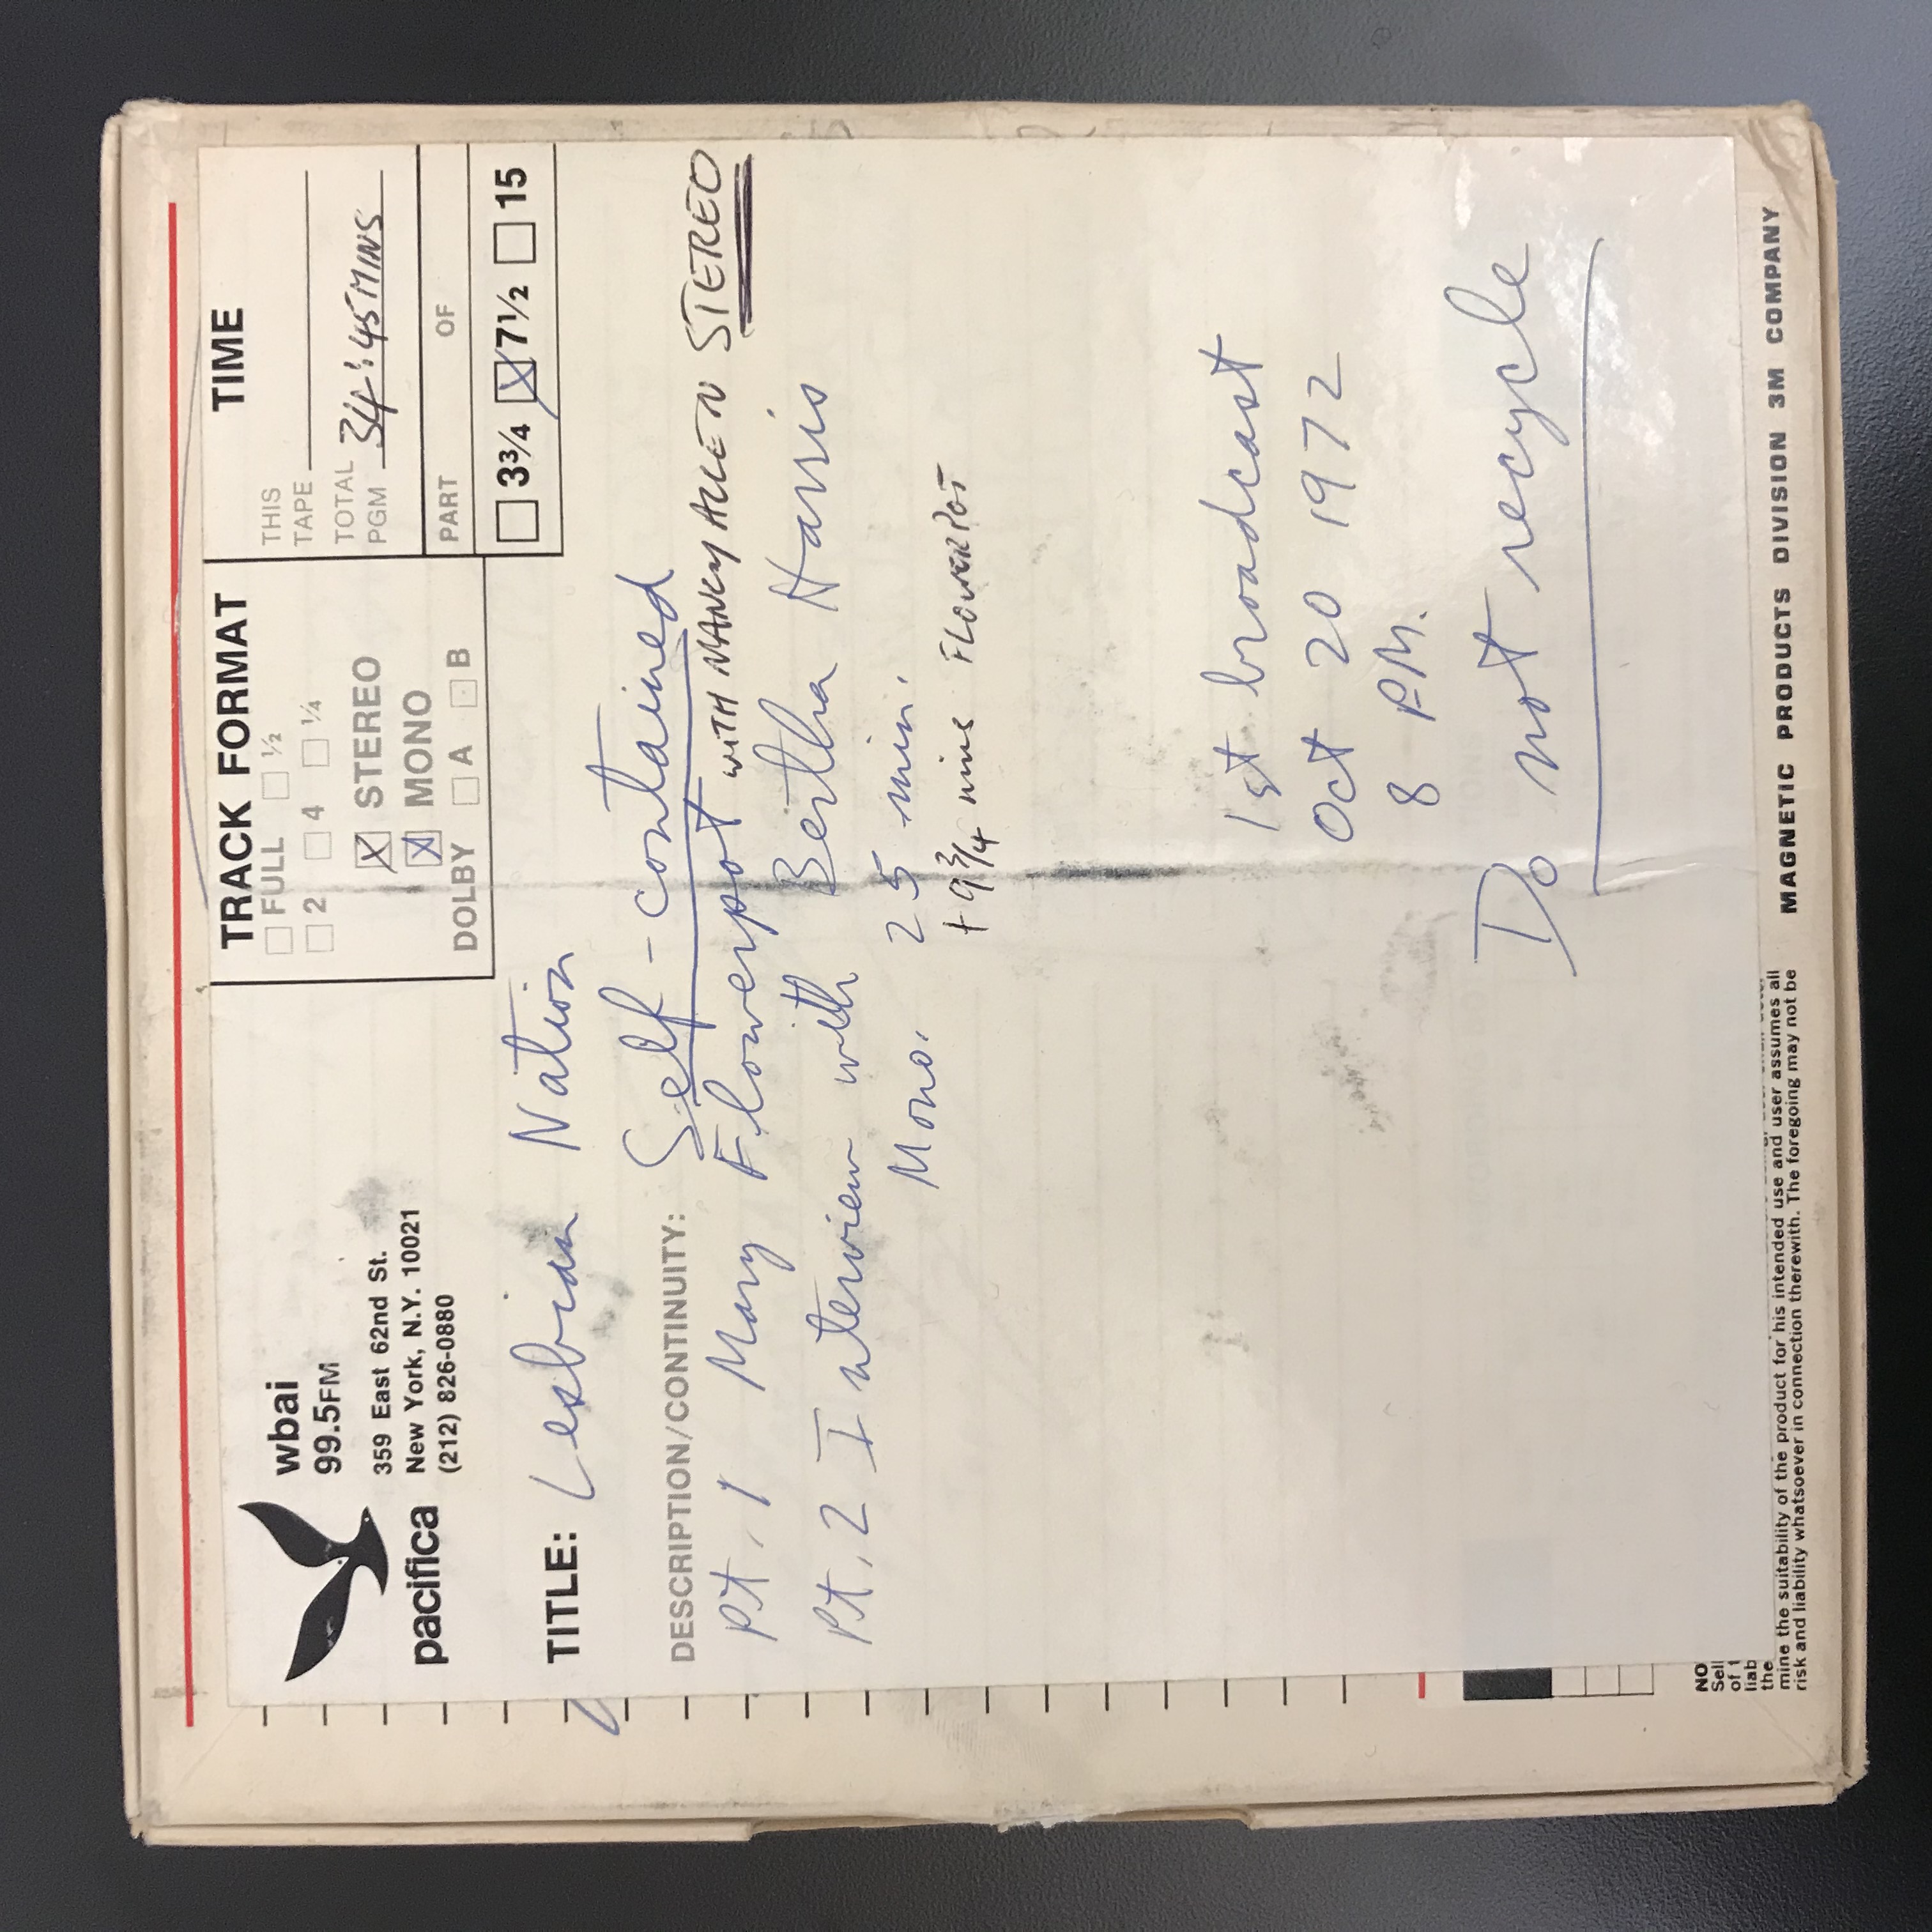 wbai
99.5FM
359 East 62nd St.
New York, N.Y. 10021
(212) 826-0880
pacifica
TRACK FORMAT
FULL ½
2 4 ¼
STEREO
MONO
DOLBY A B
TIME
THIS
TAPE
TOTAL
PGM 34:45 MINS
PART OF
3¾ 7½ 15
TITLE: Lesbian Nation
Self-contained
DESCRIPTION/CONTINUITY:
Pt. 1 Mary Flowerpot WITH NANCY ALLEN STEREO
Pt. 2 Interview with Bertha Harris
Mono. 25 min.
+ 9¾ mins FLOWERPOT
1st broadcast
Oct 20 1972
8 P.M.
Do not recycle
NO
Sell
of t
liab
the
mine the suitability of the product for his intended use and user assumes all
risk and liability whatsoever in connection therewith. The foregoing may not be
MAGNETIC PRODUCTS DIVISION 3M COMPANY